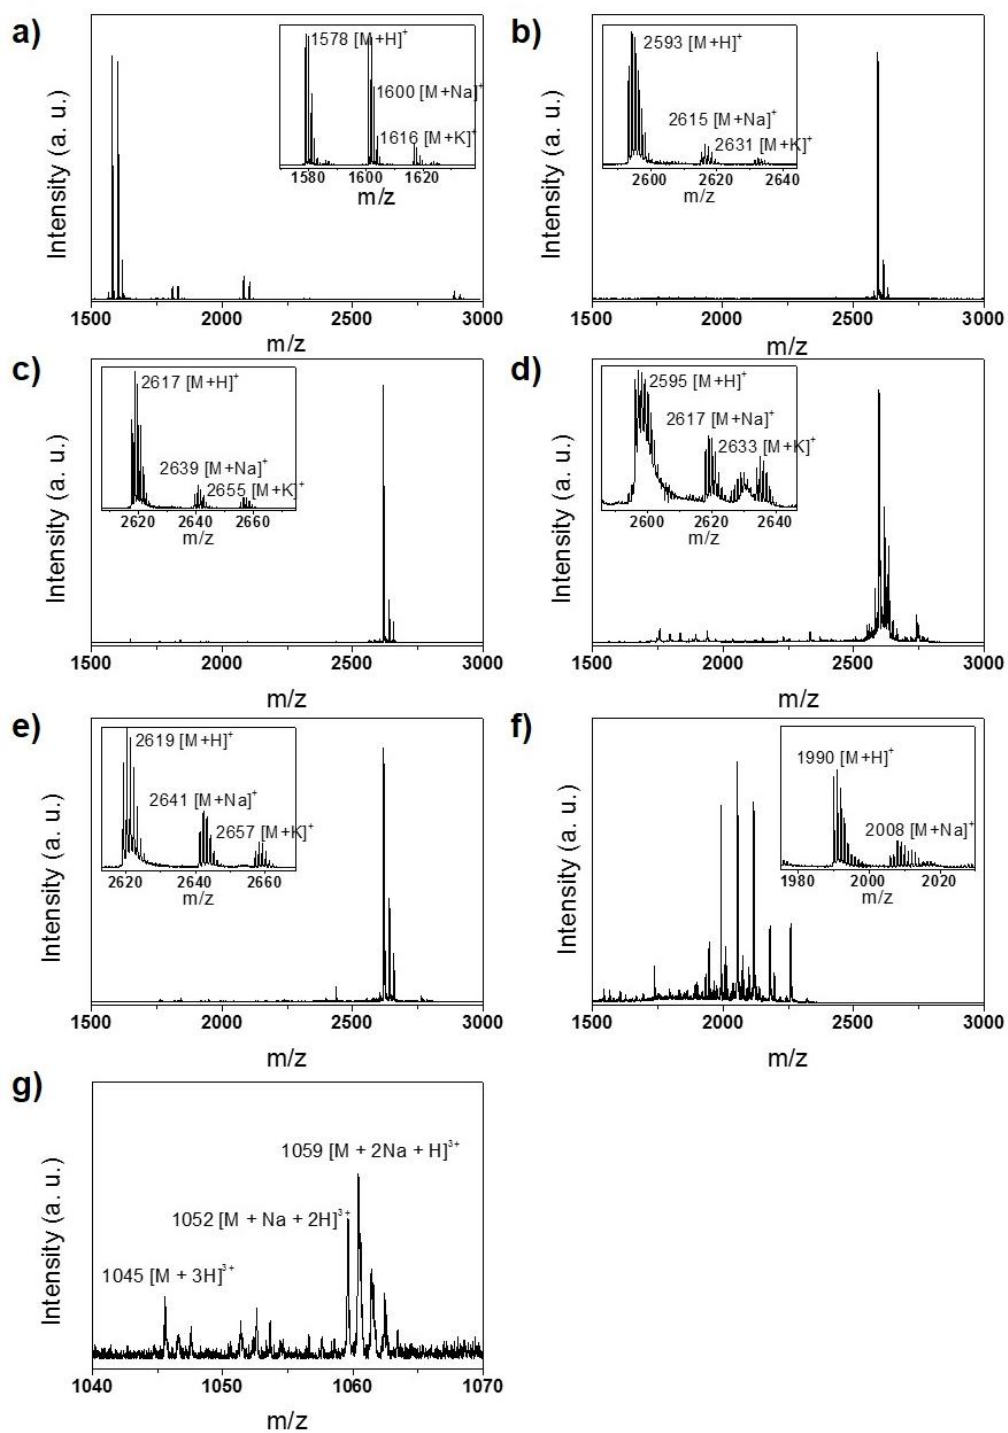 a)
1578 [M+H]+
1600 [M+Na]+
1616 [M+K]+
1580 1600 1620
m/z
Intensity (a. u.)
1500 2000 2500 3000
m/z
b)
2593 [M+H]+
2615 [M+Na]+
2631 [M+K]+
2600 2620 2640
m/z
Intensity (a. u.)
1500 2000 2500 3000
m/z
c)
2617 [M+H]+
2639 [M+Na]+
2655 [M+K]+
2620 2640 2660
m/z
Intensity (a. u.)
1500 2000 2500 3000
m/z
d)
2595 [M+H]+
2617 [M+Na]+
2633 [M+K]+
2600 2620 2640
m/z
Intensity (a. u.)
1500 2000 2500 3000
m/z
e)
2619 [M+H]+
2641 [M+Na]+
2657 [M+K]+
2620 2640 2660
m/z
Intensity (a. u.)
1500 2000 2500 3000
m/z
f)
1990 [M+H]+
2008 [M+Na]+
1980 2000 2020
m/z
Intensity (a. u.)
1500 2000 2500 3000
m/z
g)
1059 [M + 2Na + H]3+
1052 [M + Na + 2H]3+
1045 [M + 3H]3+
Intensity (a. u.)
1040 1050 1060 1070
m/z